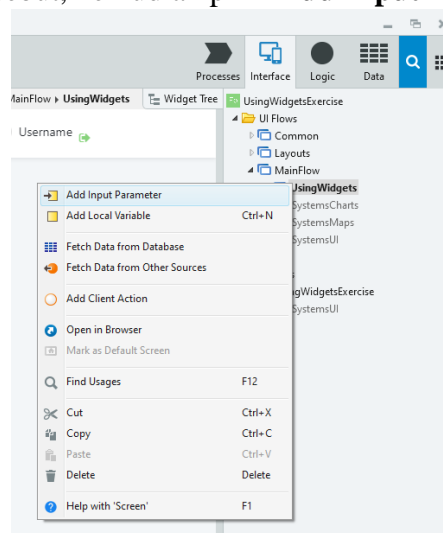 Processes Interface Logic Data
MainFlow UsingWidgets Widget Tree UsingWidgetsExercise
UI Flows
Username Common
Layouts
MainFlow
Add Input Parameter UsingWidgets
Add Local Variable Ctrl+N SystemsCharts
SystemsMaps
Fetch Data from Database SystemsUI
Fetch Data from Other Sources s
Add Client Action ngWidgetsExercise
SystemsUI
Open in Browser
Mark as Default Screen
Find Usages F12
Cut Ctrl+X
Copy Ctrl+C
Paste Ctrl+V
Delete Delete
Help with 'Screen' F1